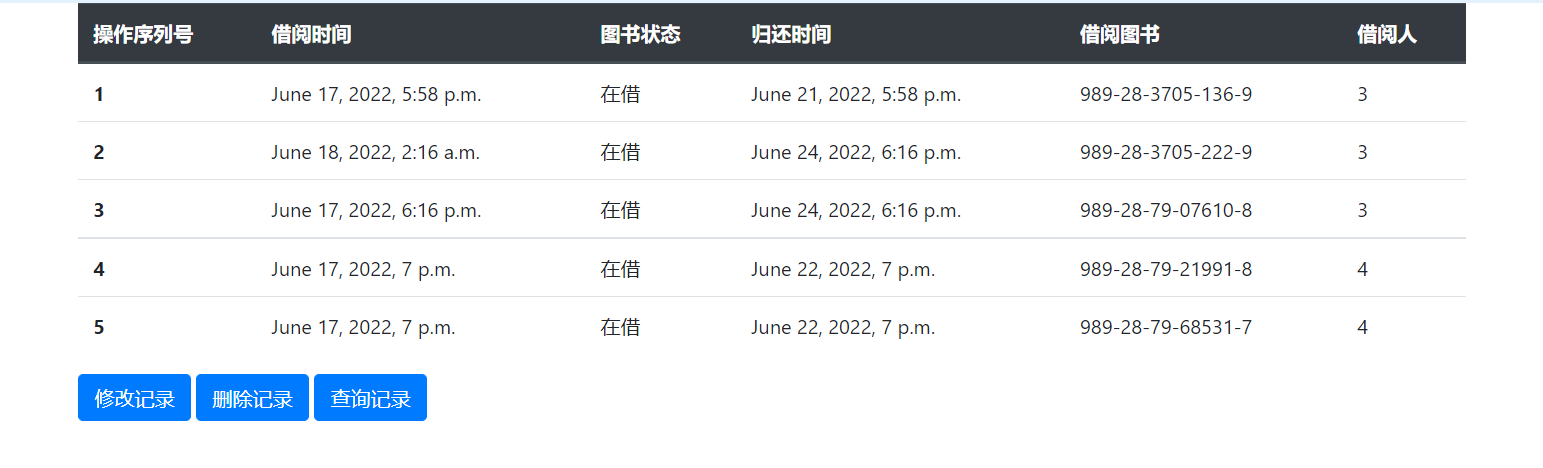 操作序列号 借阅时间 图书状态 归还时间 借阅图书 借阅人
1 June 17, 2022, 5:58 p.m. 在借 June 21, 2022, 5:58 p.m. 989-28-3705-136-9 3
2 June 18, 2022, 2:16 a.m. 在借 June 24, 2022, 6:16 p.m. 989-28-3705-222-9 3
3 June 17, 2022, 6:16 p.m. 在借 June 24, 2022, 6:16 p.m. 989-28-79-07610-8 3
4 June 17, 2022, 7 p.m. 在借 June 22, 2022, 7 p.m. 989-28-79-21991-8 4
5 June 17, 2022, 7 p.m. 在借 June 22, 2022, 7 p.m. 989-28-79-68531-7 4
修改记录 删除记录 查询记录